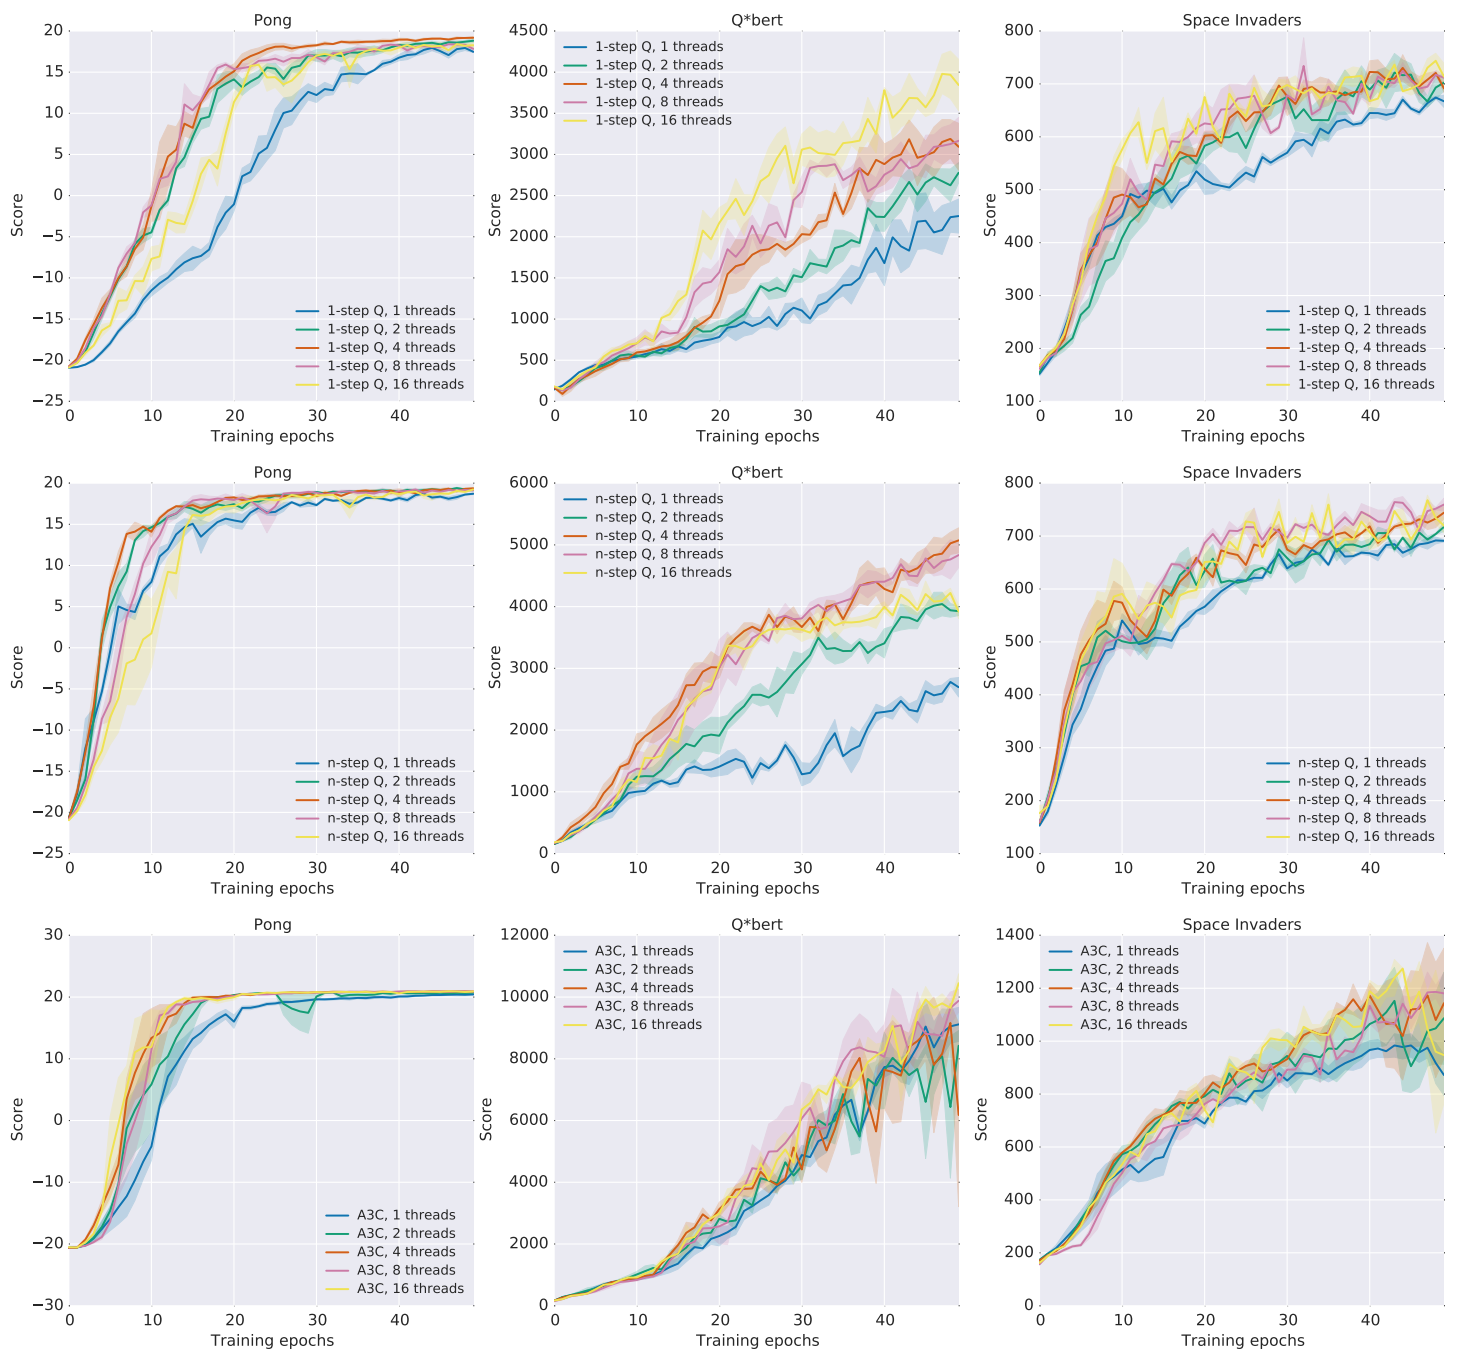 Pong
Score
20
15
10
5
0
−5
−10
−15
−20
−25
1-step Q, 1 threads
1-step Q, 2 threads
1-step Q, 4 threads
1-step Q, 8 threads
1-step Q, 16 threads
0 10 20 30 40
Training epochs
Q*bert
Score
4500
4000
3500
3000
2500
2000
1500
1000
500
0
1-step Q, 1 threads
1-step Q, 2 threads
1-step Q, 4 threads
1-step Q, 8 threads
1-step Q, 16 threads
0 10 20 30 40
Training epochs
Space Invaders
Score
800
700
600
500
400
300
200
100
1-step Q, 1 threads
1-step Q, 2 threads
1-step Q, 4 threads
1-step Q, 8 threads
1-step Q, 16 threads
0 10 20 30 40
Training epochs
Pong
Score
20
15
10
5
0
−5
−10
−15
−20
−25
n-step Q, 1 threads
n-step Q, 2 threads
n-step Q, 4 threads
n-step Q, 8 threads
n-step Q, 16 threads
0 10 20 30 40
Training epochs
Q*bert
Score
6000
5000
4000
3000
2000
1000
0
n-step Q, 1 threads
n-step Q, 2 threads
n-step Q, 4 threads
n-step Q, 8 threads
n-step Q, 16 threads
0 10 20 30 40
Training epochs
Space Invaders
Score
800
700
600
500
400
300
200
100
n-step Q, 1 threads
n-step Q, 2 threads
n-step Q, 4 threads
n-step Q, 8 threads
n-step Q, 16 threads
0 10 20 30 40
Training epochs
Pong
Score
30
20
10
0
−10
−20
−30
A3C, 1 threads
A3C, 2 threads
A3C, 4 threads
A3C, 8 threads
A3C, 16 threads
0 10 20 30 40
Training epochs
Q*bert
Score
12000
10000
8000
6000
4000
2000
0
A3C, 1 threads
A3C, 2 threads
A3C, 4 threads
A3C, 8 threads
A3C, 16 threads
0 10 20 30 40
Training epochs
Space Invaders
Score
1400
1200
1000
800
600
400
200
0
A3C, 1 threads
A3C, 2 threads
A3C, 4 threads
A3C, 8 threads
A3C, 16 threads
0 10 20 30 40
Training epochs